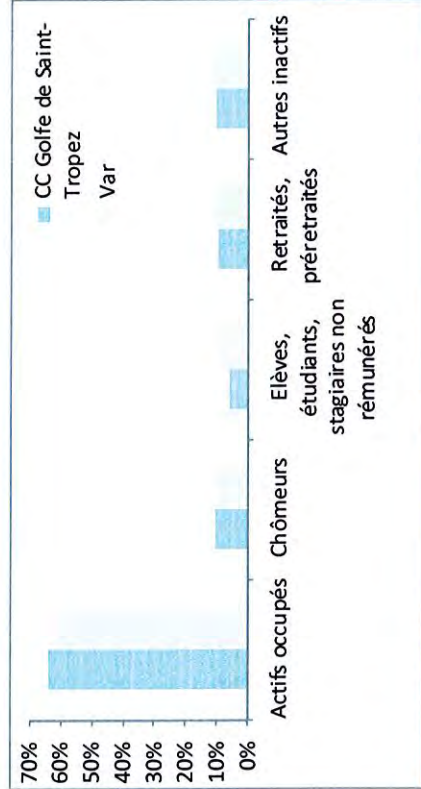 70%
60%
50%
40%
30%
20%
10%
0%
CC Golfe de Saint-
Tropez
Var
Actifs occupés
Chômeurs
Elèves,
étudiants,
stagiaires non
rémunérés
Retraités,
préretraités
Autres inactifs